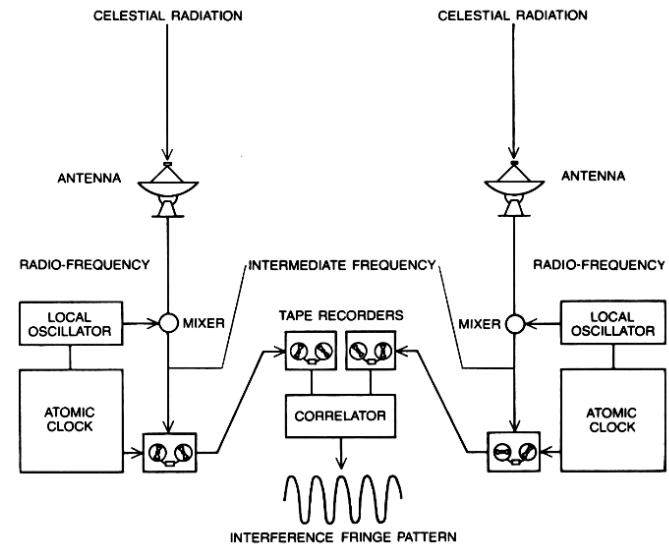 CELESTIAL RADIATION
CELESTIAL RADIATION
ANTENNA
ANTENNA
RADIO-FREQUENCY
INTERMEDIATE FREQUENCY
RADIO-FREQUENCY
LOCAL
OSCILLATOR
MIXER
TAPE RECORDERS
MIXER
LOCAL
OSCILLATOR
ATOMIC
CLOCK
CORRELATOR
ATOMIC
CLOCK
INTERFERENCE FRINGE PATTERN